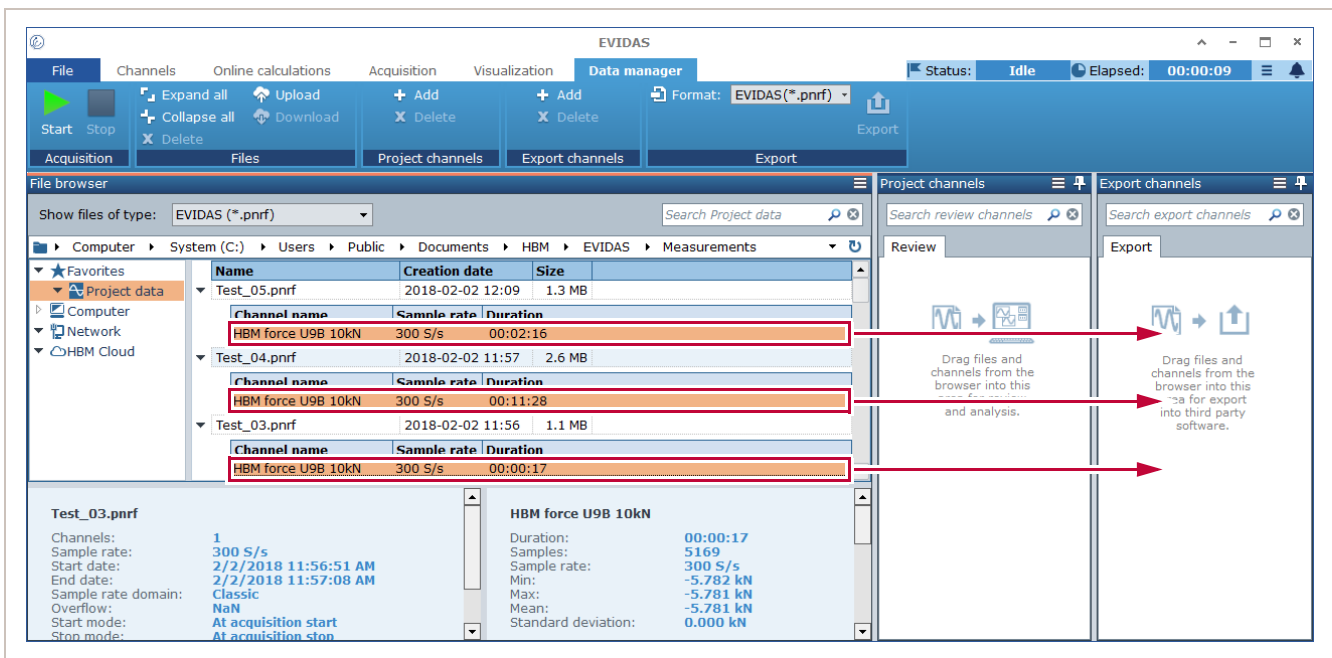 EVIDAS
File Channels Online calculations Acquisition Visualization Data manager Status: Idle Elapsed: 00:00:09
Expand all Upload + Add + Add Format: EVIDAS(*.pnrf)
Collapse all Download X Delete X Delete
Start Stop X Delete Export
Acquisition Files Project channels Export channels Export
File browser
Show files of type: EVIDAS (*.pnrf) Search Project data
Computer System (C:) Users Public Documents HBM EVIDAS Measurements
Favorites
Project data
Computer
Network
HBM Cloud
Name Creation date Size
Test_05.pnrf 2018-02-02 12:09 1.3 MB
Channel name Sample rate Duration
HBM force U9B 10kN 300 S/s 00:02:16
Test_04.pnrf 2018-02-02 11:57 2.6 MB
Channel name Sample rate Duration
HBM force U9B 10kN 300 S/s 00:11:28
Test_03.pnrf 2018-02-02 11:56 1.1 MB
Channel name Sample rate Duration
HBM force U9B 10kN 300 S/s 00:00:17
Test_03.pnrf
Channels: 1
Sample rate: 300 S/s
Start date: 2/2/2018 11:56:51 AM
End date: 2/2/2018 11:57:08 AM
Sample rate domain: Classic
Overflow: NaN
Start mode: At acquisition start
Stop mode: At acquisition stop
HBM force U9B 10kN
Duration: 00:00:17
Samples: 5169
Sample rate: 300 S/s
Min: -5.782 kN
Max: -5.781 kN
Mean: -5.781 kN
Standard deviation: 0.000 kN
Project channels
Search review channels
Review
Drag files and
channels from the
browser into this
and analysis.
Export channels
Search export channels
Export
Drag files and
channels from the
browser into this
for export
into third party
software.